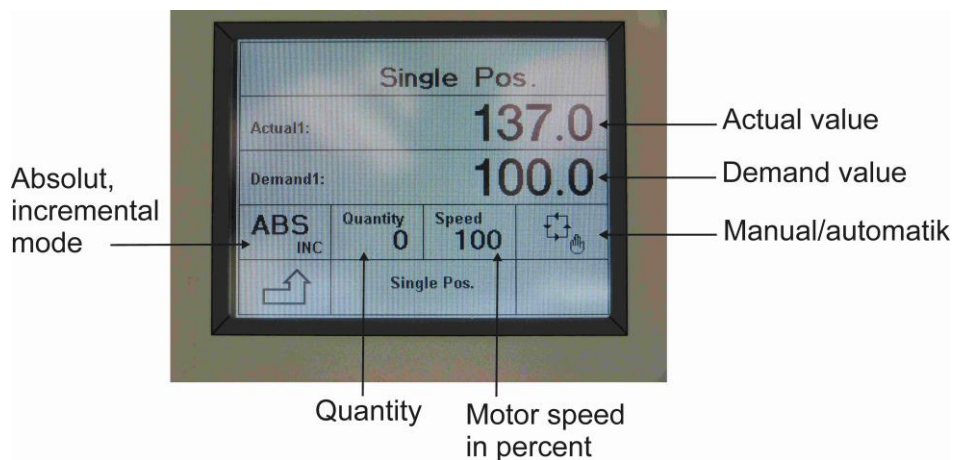 Single Pos.
Actual1:
137.0
Actual value
Demand1:
100.0
Demand value
Absolut,
incremental
mode
ABS
INC
Quantity
0
Speed
100
Manual/automatik
Single Pos.
Quantity
Motor speed
in percent